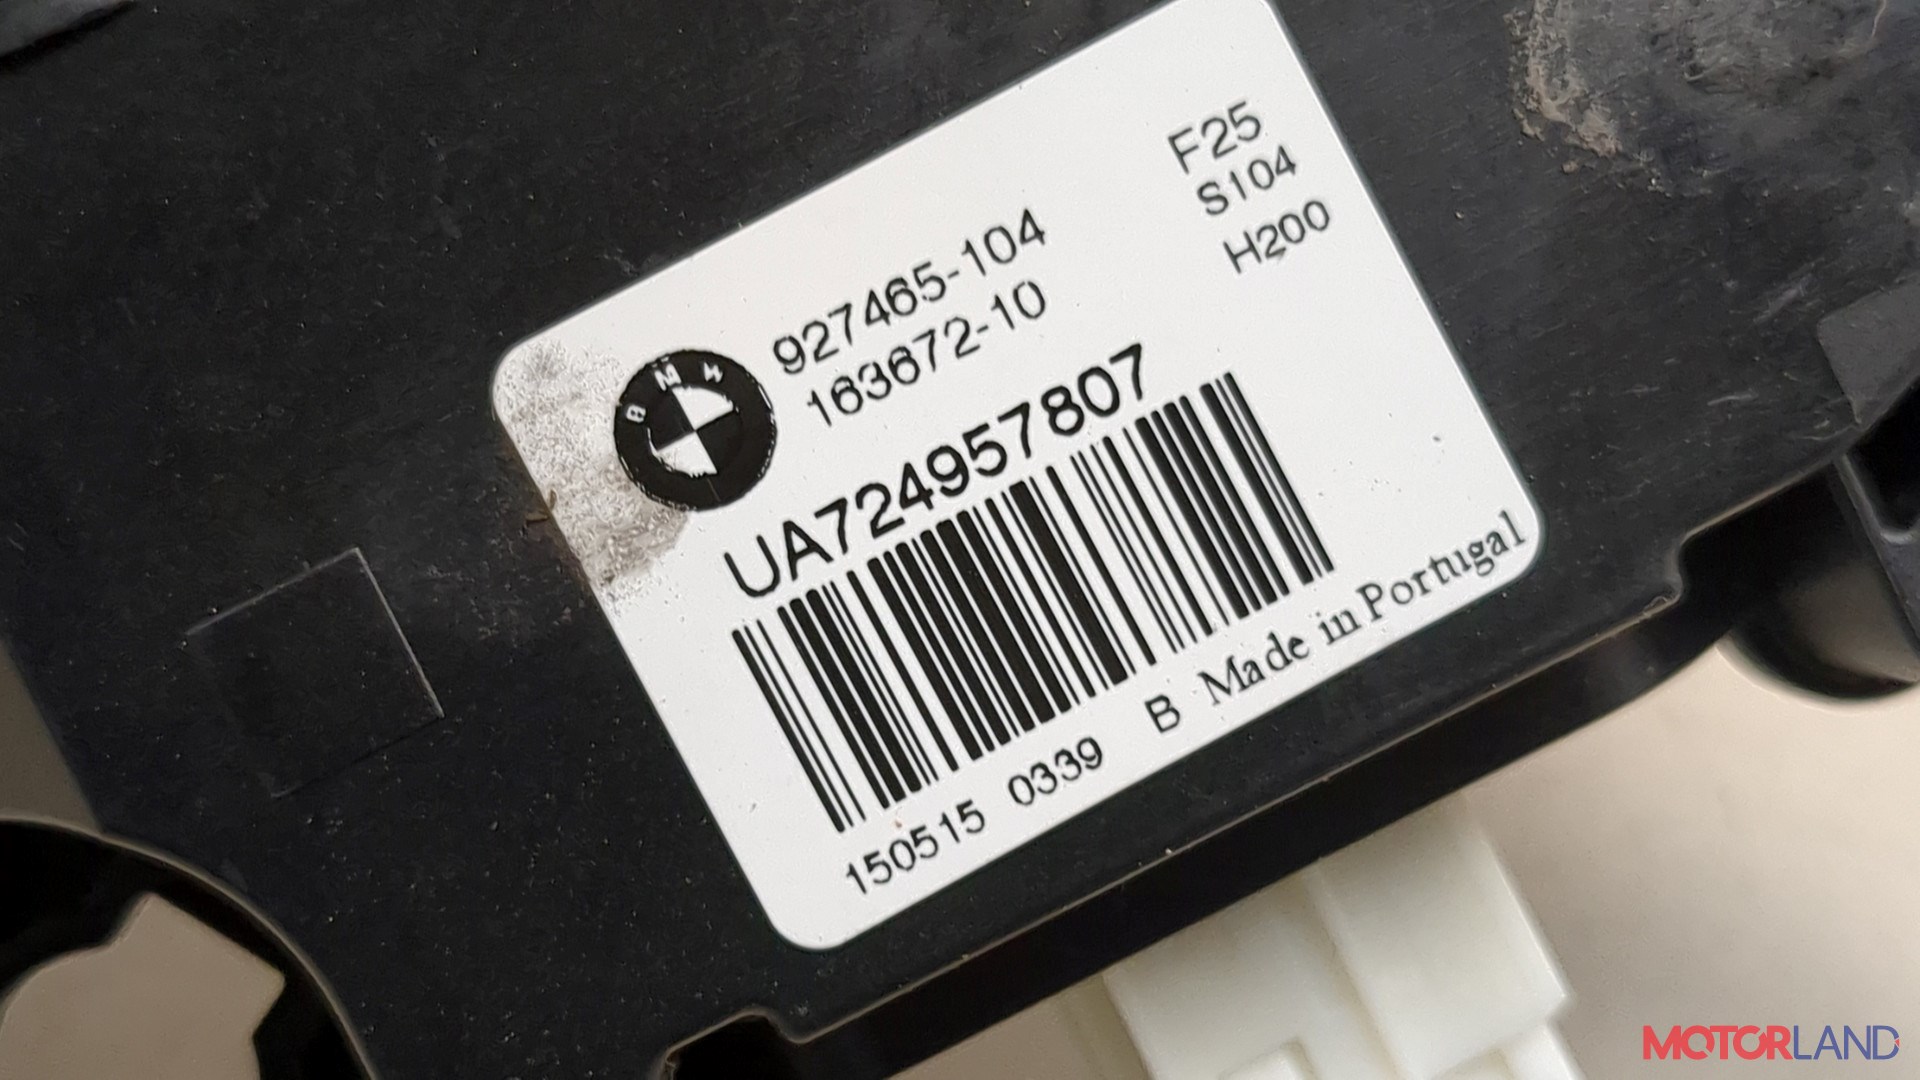 F25
S104
H200
927465-104
163672-10
BMW
UA724957807
150515 0339 B Made in Portugal
MOTORLAND